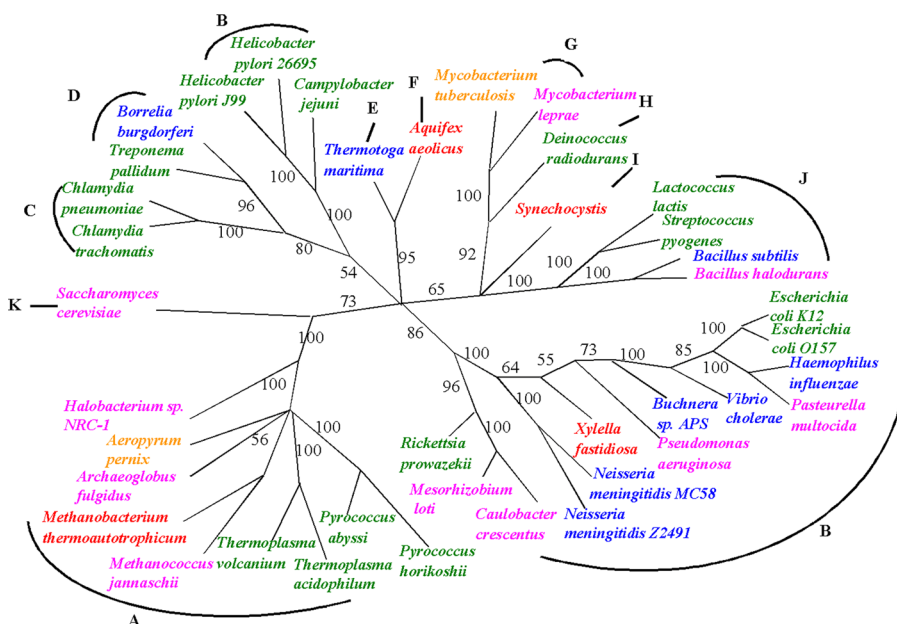 B
Helicobacter
pylori 26695
Helicobacter
pylori J99
Campylobacter
jejuni
D
Borrelia
burgdorferi
Treponema
pallidum
C
Chlamydia
pneumoniae
Chlamydia
trachomatis
E
F
Thermotoga
maritima
Aquifex
aeolicus
G
Mycobacterium
tuberculosis
Mycobacterium
leprae
H
Deinococcus
radiodurans
I
Synechocystis
J
Lactococcus
lactis
Streptococcus
pyogenes
Bacillus subtilis
Bacillus halodurans
100
100
96
100
80
54
95
100
92
65
100
100
100
K
Saccharomyces
cerevisiae
73
86
100
100
Escherichia
coli K12
Escherichia
coli O157
Haemophilus
influenzae
Pasteurella
multocida
Vibrio
cholerae
Buchnera
sp. APS
Pseudomonas
aeruginosa
Xylella
fastidiosa
Neisseria
meningitidis MC58
Neisseria
meningitidis Z2491
100
64
55
73
100
85
100
100
96
100
100
Rickettsia
prowazekii
Mesorhizobium
loti
Caulobacter
crescentus
B
Halobacterium sp.
NRC-1
Aeropyrum
pernix
Archaeoglobus
fulgidus
Methanobacterium
thermoautotrophicum
Methanococcus
jannaschii
Thermoplasma
volcanium
Thermoplasma
acidophilum
Pyrococcus
abyssi
Pyrococcus
horikoshii
56
100
100
A